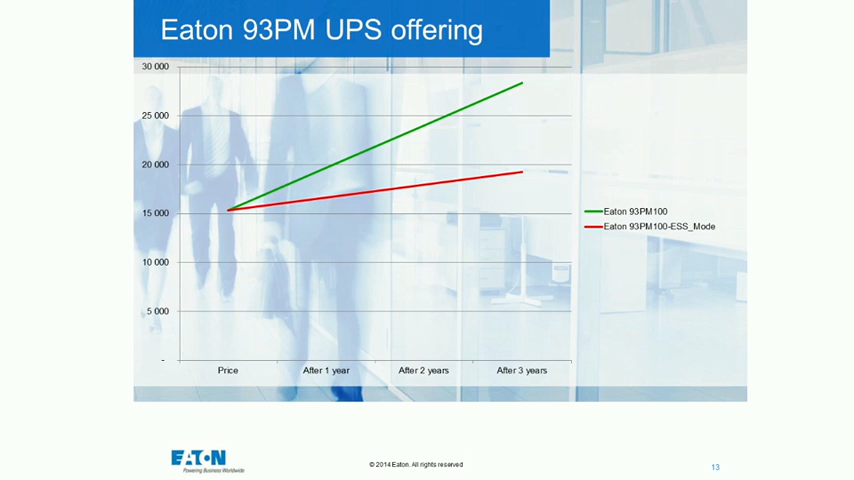 Eaton 93PM UPS offering
30 000
25 000
20 000
15 000
10 000
5 000
-
Price After 1 year After 2 years After 3 years
Eaton 93PM100
Eaton 93PM100-ESS_Mode
EATON
Powering Business Worldwide
© 2014 Eaton. All rights reserved
13